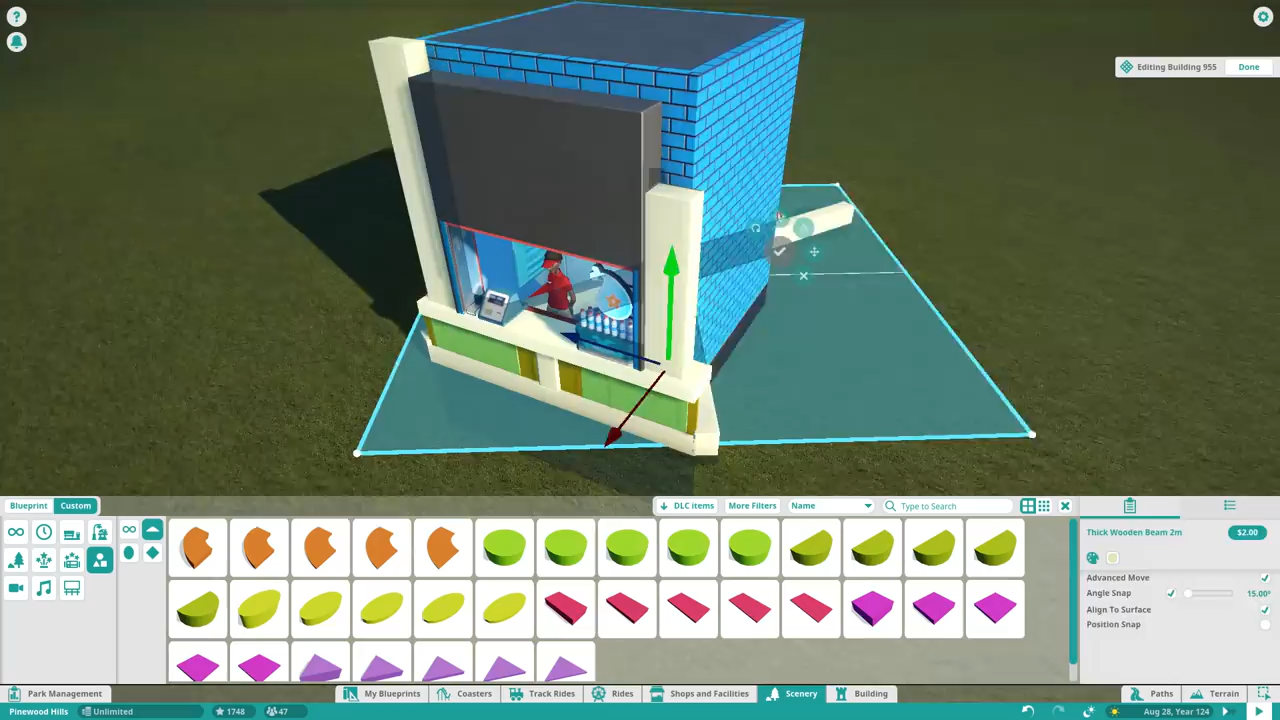 ?
Editing Building 955 Done
Blueprint Custom DLC items More Filters Name Type to Search
Thick Wooden Beam 2m $2.00
Advanced Move
Angle Snap 15.00°
Align To Surface
Position Snap
Park Management My Blueprints Coasters Track Rides Rides Shops and Facilities Scenery Building Paths Terrain
Pinewood Hills Unlimited 1748 47 Aug 28, Year 124